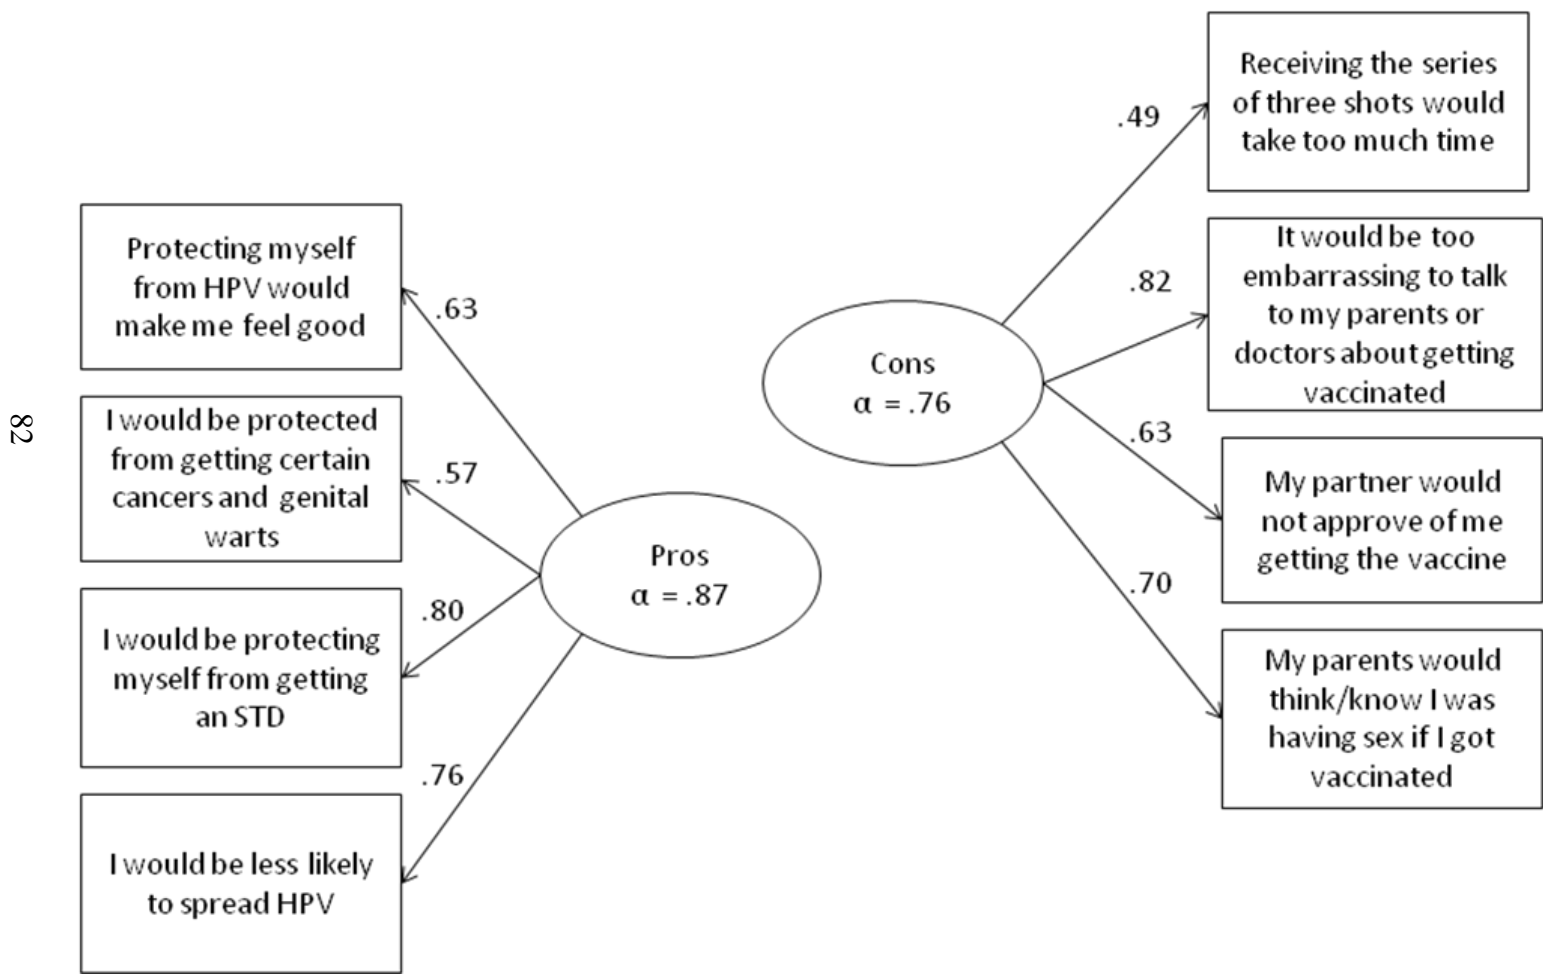 82
Protecting myself
from HPV would
make me feel good
.63
I would be protected
from getting certain
cancers and genital
warts
.57
I would be protecting
myself from getting
an STD
.80
I would be less likely
to spread HPV
.76
Pros
α = .87
Cons
α = .76
.49
Receiving the series
of three shots would
take too much time
.82
It would be too
embarrassing to talk
to my parents or
doctors about getting
vaccinated
.63
My partner would
not approve of me
getting the vaccine
.70
My parents would
think/know I was
having sex if I got
vaccinated